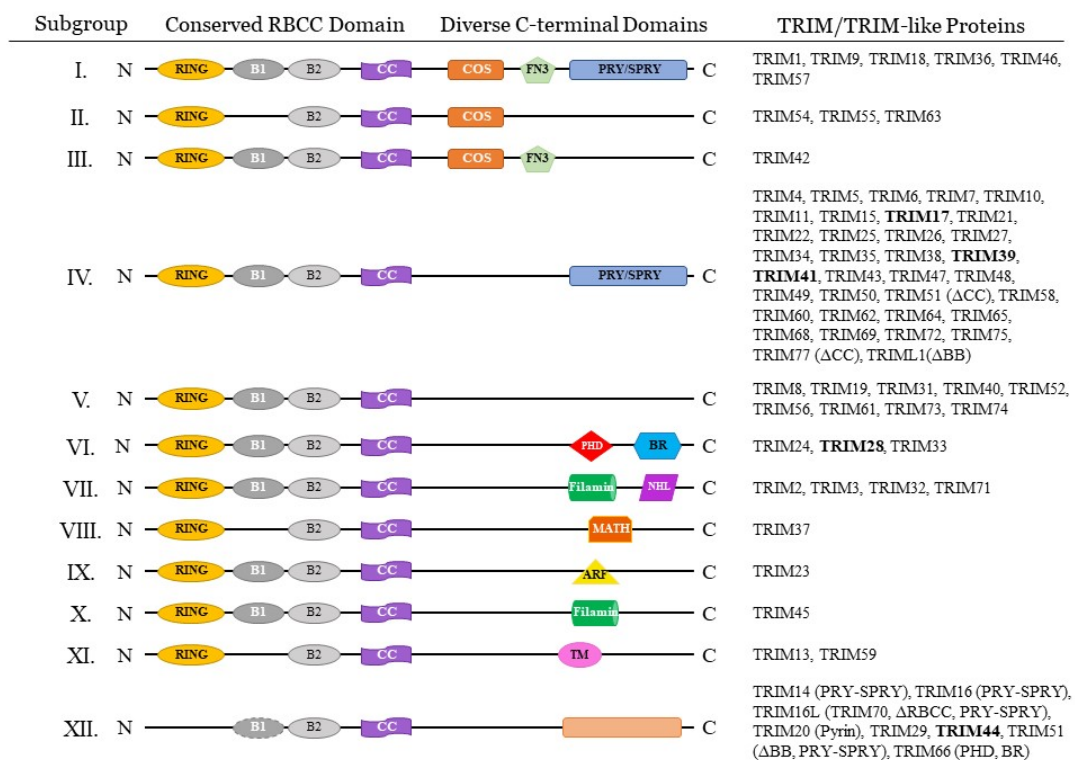 Subgroup Conserved RBCC Domain Diverse C-terminal Domains TRIM/TRIM-like Proteins
I. N RING B1 B2 CC COS FN3 PRY/SPRY C TRIM1, TRIM9, TRIM18, TRIM36, TRIM46,
TRIM57
II. N RING B2 CC COS C TRIM54, TRIM55, TRIM63
III. N RING B1 B2 CC COS FN3 C TRIM42
TRIM4, TRIM5, TRIM6, TRIM7, TRIM10,
TRIM11, TRIM15, TRIM17, TRIM21,
TRIM22, TRIM25, TRIM26, TRIM27,
TRIM34, TRIM35, TRIM38, TRIM39,
IV. N RING B1 B2 CC PRY/SPRY C TRIM41, TRIM43, TRIM47, TRIM48,
TRIM49, TRIM50, TRIM51 (ΔCC), TRIM58,
TRIM60, TRIM62, TRIM64, TRIM65,
TRIM68, TRIM69, TRIM72, TRIM75,
TRIM77 (ΔCC), TRIML1(ΔBB)
V. N RING B1 B2 CC C TRIM8, TRIM19, TRIM31, TRIM40, TRIM52,
TRIM56, TRIM61, TRIM73, TRIM74
VI. N RING B1 B2 CC PHD BR C TRIM24, TRIM28, TRIM33
VII. N RING B1 B2 CC Filamin NHL C TRIM2, TRIM3, TRIM32, TRIM71
VIII. N RING B2 CC MATH C TRIM37
IX. N RING B1 B2 CC ARF C TRIM23
X. N RING B1 B2 CC Filamin C TRIM45
XI. N RING B2 CC TM C TRIM13, TRIM59
TRIM14 (PRY-SPRY), TRIM16 (PRY-SPRY),
TRIM16L (TRIM70, ΔRBCC, PRY-SPRY),
XII. N B1 B2 CC C TRIM20 (Pyrin), TRIM29, TRIM44, TRIM51
(ΔBB, PRY-SPRY), TRIM66 (PHD, BR)